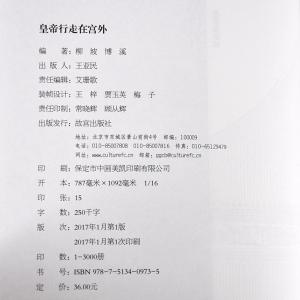 皇帝行走在宫外
编 著：柳 坡 博 溪
出 版 人：王亚民
责任编辑：艾珊歌
装帧设计：王 梓 贾玉英 梅 子
责任印制：常晓辉 顾从辉
出版发行：故宫出版社
地址：北京市东城区景山前街4号 邮编：100009
电话：010-85007808 010-85007816 传真：010-65129479
网址：www.culturefc.cn 邮箱：ggcb@culturefc.cn
印 刷：保定市中画美凯印刷有限公司
开 本：787毫米×1092毫米 1/16
印 张：15
字 数：250千字
版 次：2017年1月第1版
2017年1月第1次印刷
印 数：1-3000册
书 号：ISBN 978-7-5134-0973-5
定 价：36.00元